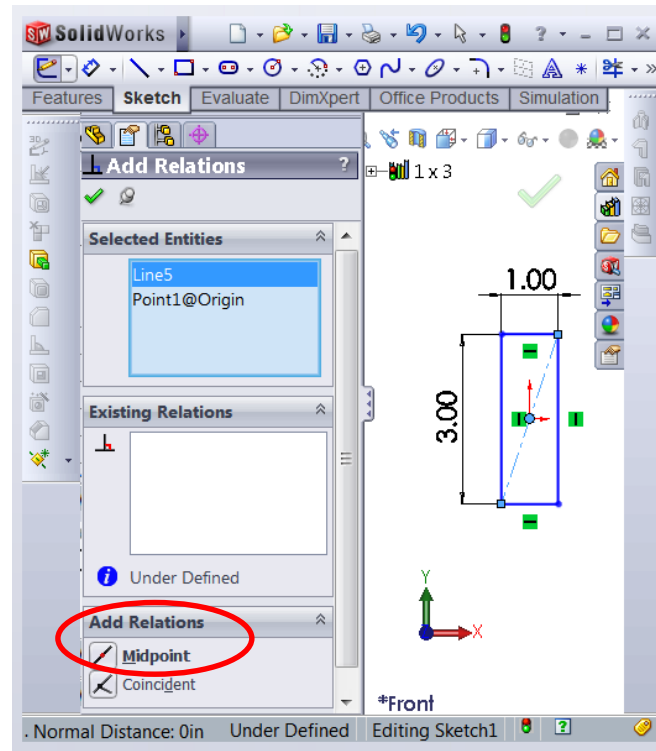 SolidWorks
Features Sketch Evaluate DimXpert Office Products Simulation
3D
Add Relations ?
1 x 3
Selected Entities
Line5
Point1@Origin
1.00
3.00
Existing Relations
Under Defined
Add Relations
Midpoint
Coincident
Y
X
*Front
. Normal Distance: 0in Under Defined Editing Sketch1